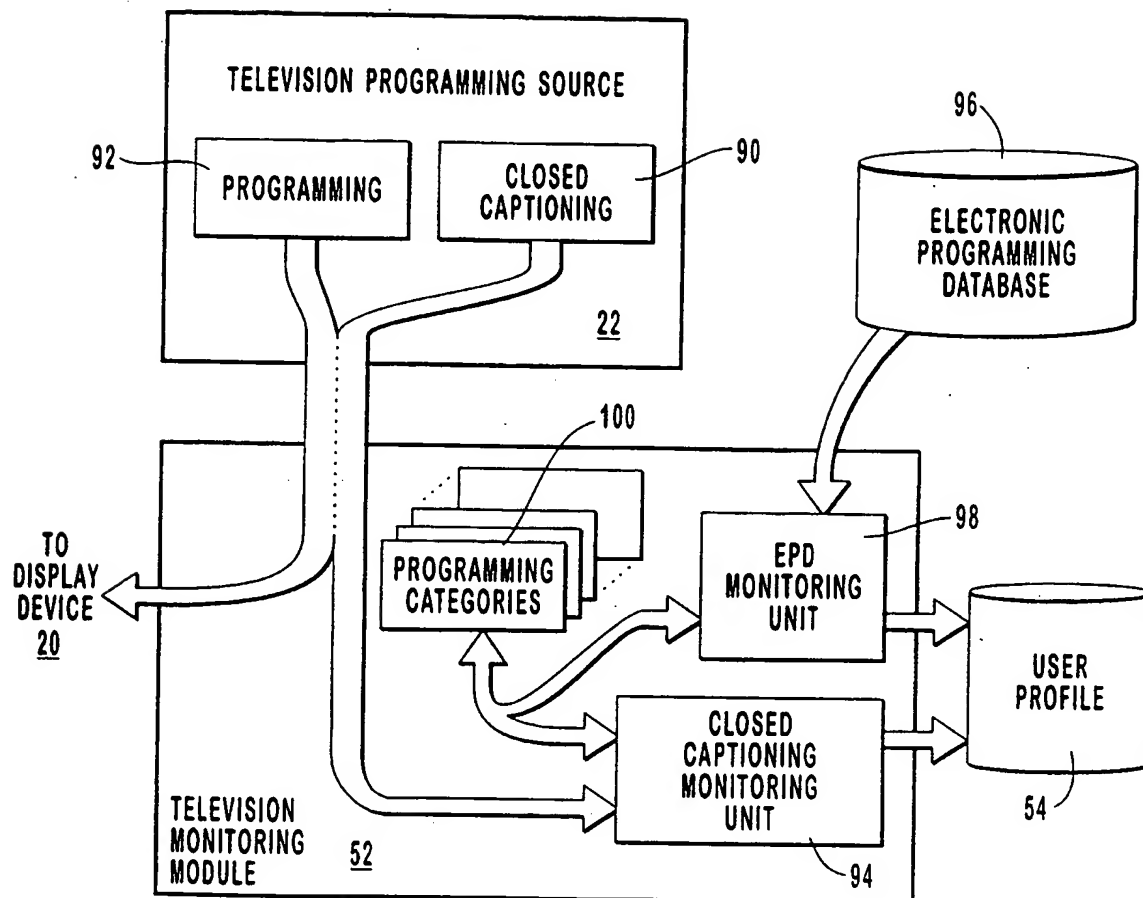 TELEVISION PROGRAMMING SOURCE
92
PROGRAMMING
CLOSED
CAPTIONING
90
22
96
ELECTRONIC
PROGRAMMING
DATABASE
100
PROGRAMMING
CATEGORIES
98
EPD
MONITORING
UNIT
TO
DISPLAY
DEVICE
20
USER
PROFILE
54
CLOSED
CAPTIONING
MONITORING
UNIT
94
TELEVISION
MONITORING
MODULE
52